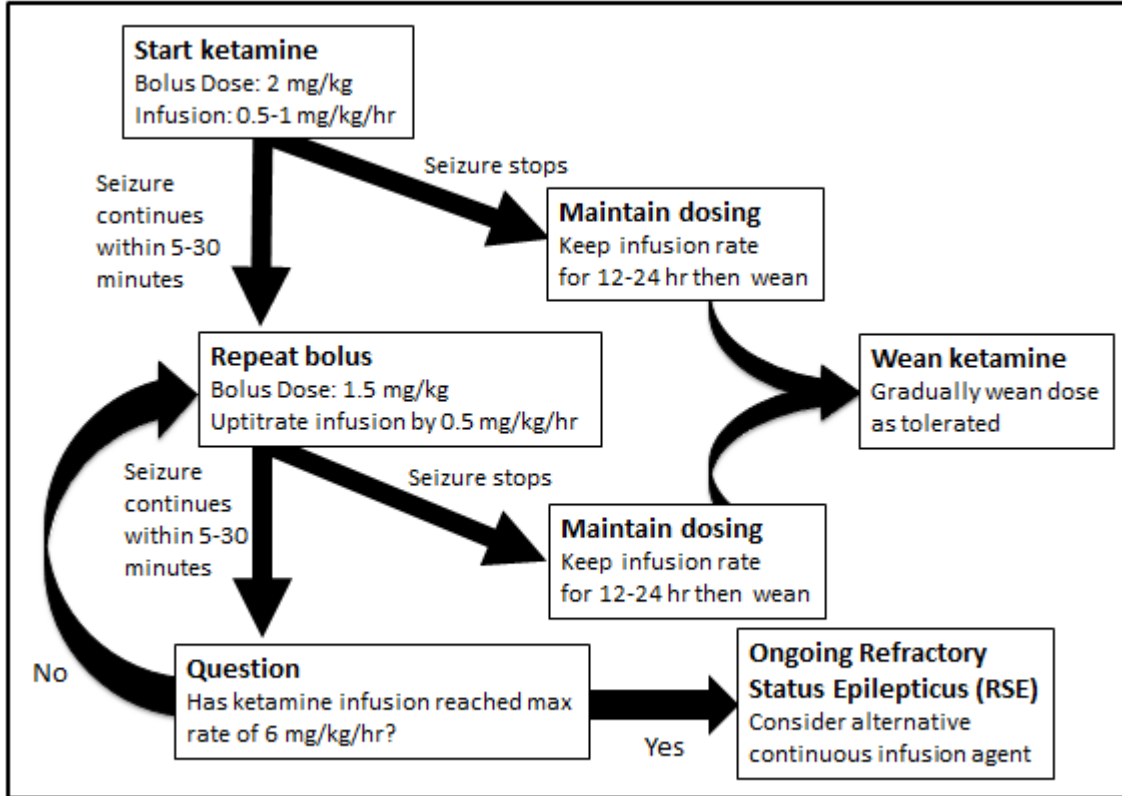 Start ketamine
Bolus Dose: 2 mg/kg
Infusion: 0.5-1 mg/kg/hr
Seizure
continues
within 5-30
minutes
Seizure stops
Maintain dosing
Keep infusion rate
for 12-24 hr then wean
Repeat bolus
Bolus Dose: 1.5 mg/kg
Uptitrate infusion by 0.5 mg/kg/hr
Wean ketamine
Gradually wean dose
as tolerated
Seizure
continues
within 5-30
minutes
Seizure stops
Maintain dosing
Keep infusion rate
for 12-24 hr then wean
No
Question
Has ketamine infusion reached max
rate of 6 mg/kg/hr?
Yes
Ongoing Refractory
Status Epilepticus (RSE)
Consider alternative
continuous infusion agent